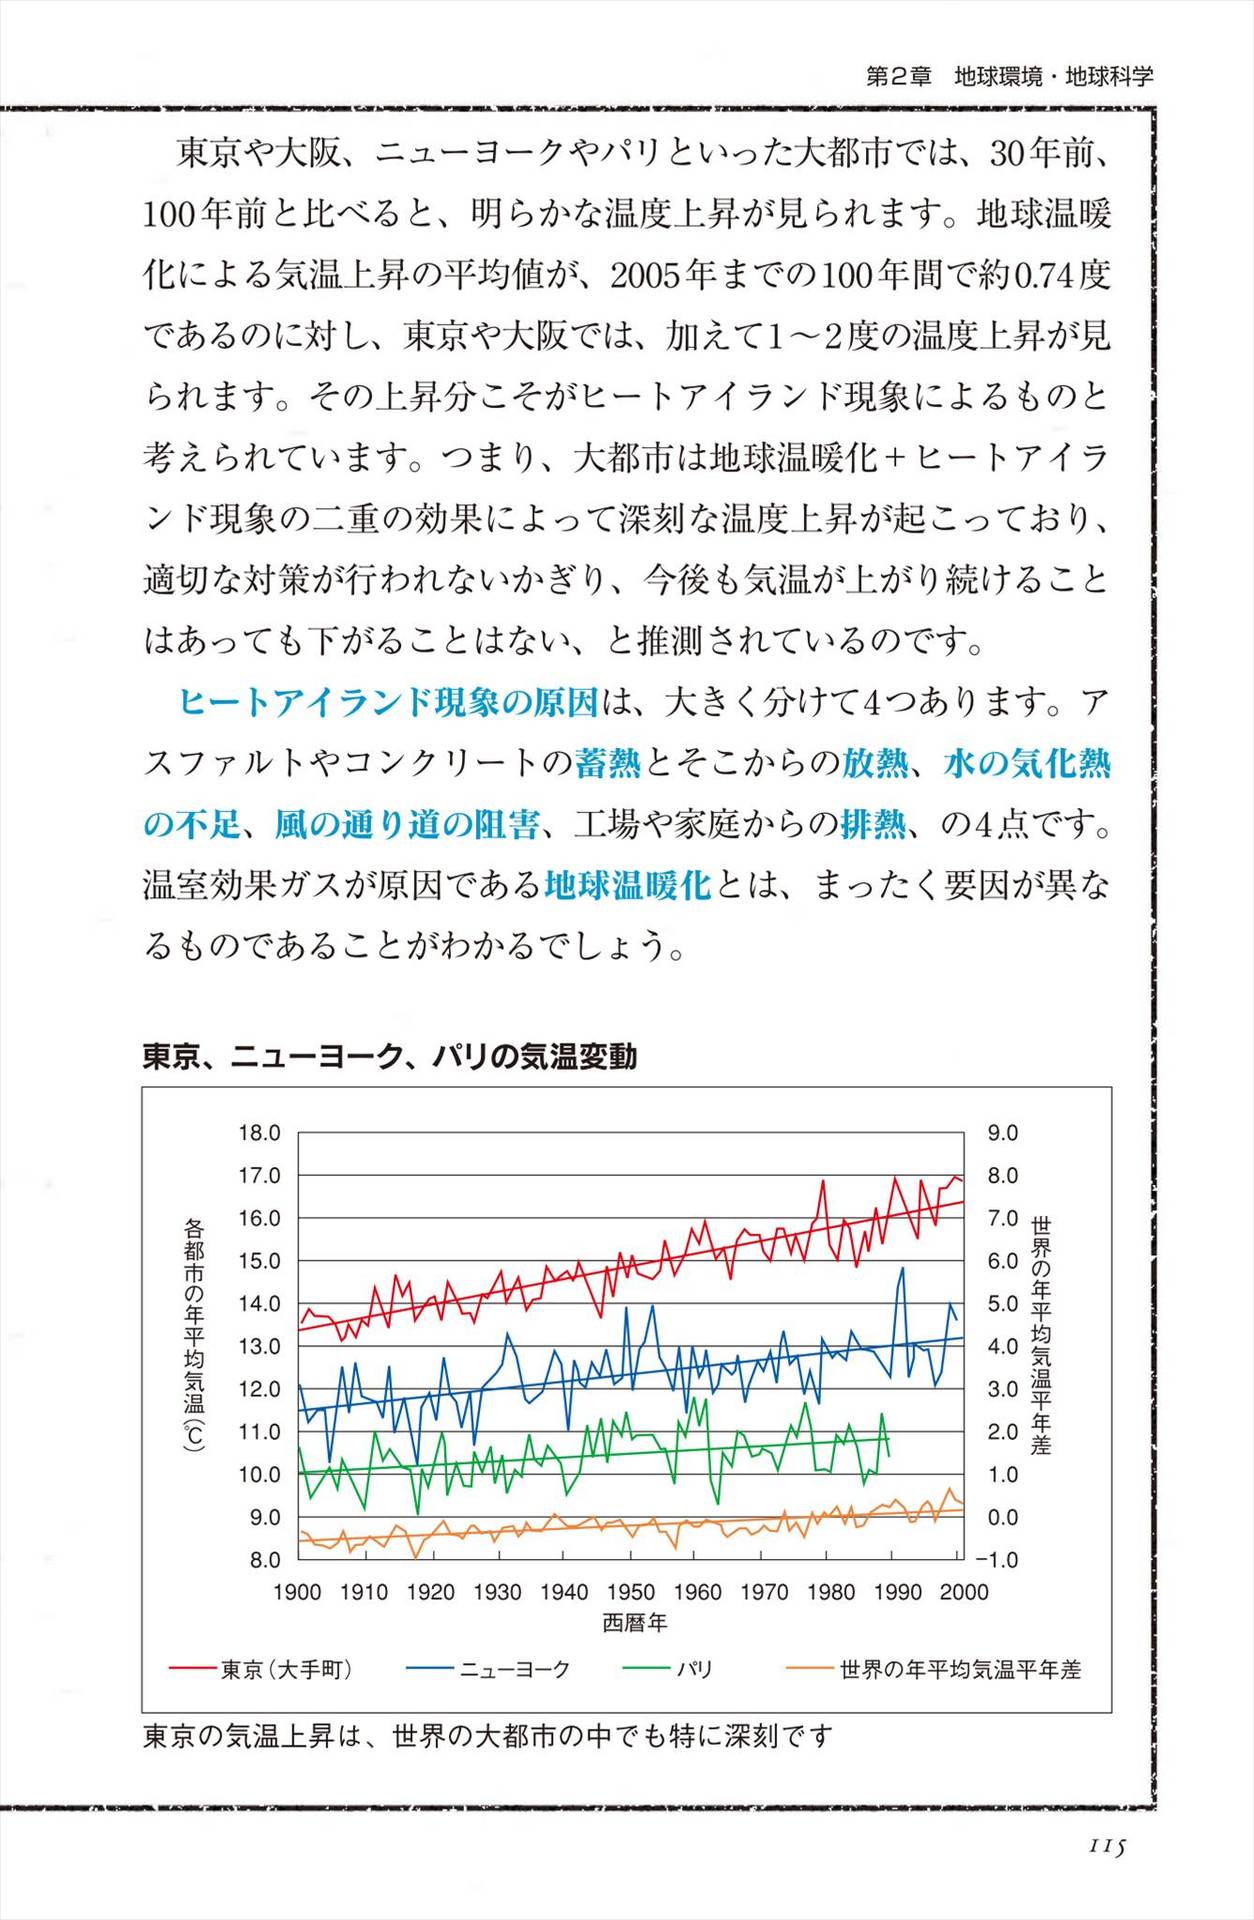 第2章 地球環境・地球科学
東京や大阪、ニューヨークやパリといった大都市では、30年前、
100年前と比べると、明らかな温度上昇が見られます。地球温暖
化による気温上昇の平均値が、2005年までの100年間で約0.74度
であるのに対し、東京や大阪では、加えて1〜2度の温度上昇が見
られます。その上昇分こそがヒートアイランド現象によるものと
考えられています。つまり、大都市は地球温暖化＋ヒートアイラ
ンド現象の二重の効果によって深刻な温度上昇が起こっており、
適切な対策が行われないかぎり、今後も気温が上がり続けること
はあっても下がることはない、と推測されているのです。
ヒートアイランド現象の原因は、大きく分けて4つあります。ア
スファルトやコンクリートの蓄熱とそこからの放熱、水の気化熱
の不足、風の通り道の阻害、工場や家庭からの排熱、の4点です。
温室効果ガスが原因である地球温暖化とは、まったく要因が異な
るものであることがわかるでしょう。
東京、ニューヨーク、パリの気温変動
各都市の年平均気温（℃）
18.0
17.0
16.0
15.0
14.0
13.0
12.0
11.0
10.0
9.0
8.0
9.0
8.0
7.0
6.0
5.0
4.0
3.0
2.0
1.0
0.0
−1.0
世界の年平均気温平年差
1900 1910 1920 1930 1940 1950 1960 1970 1980 1990 2000
西暦年
東京（大手町） ニューヨーク パリ 世界の年平均気温平年差
東京の気温上昇は、世界の大都市の中でも特に深刻です
115